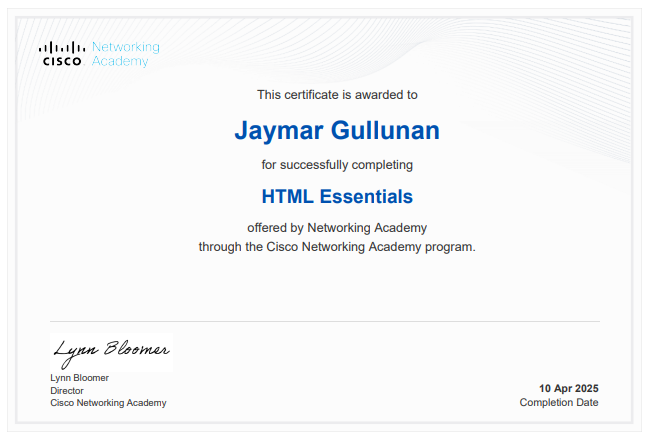 Networking
CISCO Academy
This certificate is awarded to
Jaymar Gullunan
for successfully completing
HTML Essentials
offered by Networking Academy
through the Cisco Networking Academy program.
Lynn Bloomer
Lynn Bloomer
Director
Cisco Networking Academy
10 Apr 2025
Completion Date